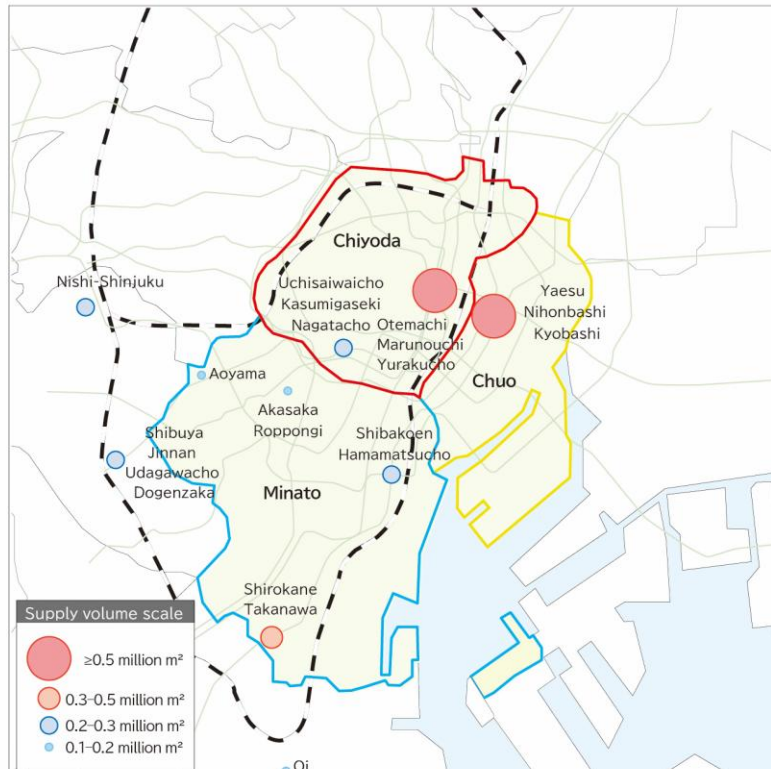 Chiyoda
Nishi-Shinjuku
Uchisaiwaicho
Kasumigaseki
Nagatacho
Otemachi
Marunouchi
Yurakucho
Yaesu
Nihonbashi
Kyobashi
Chuo
Aoyama
Akasaka
Roppongi
Shibuya
Jinnan
Udagawacho
Dogenzaka
Shibakoen
Hamamatsucho
Minato
Shirokane
Takanawa
Supply volume scale
≥0.5 million m²
0.3–0.5 million m²
0.2–0.3 million m²
0.1–0.2 million m²
Oi